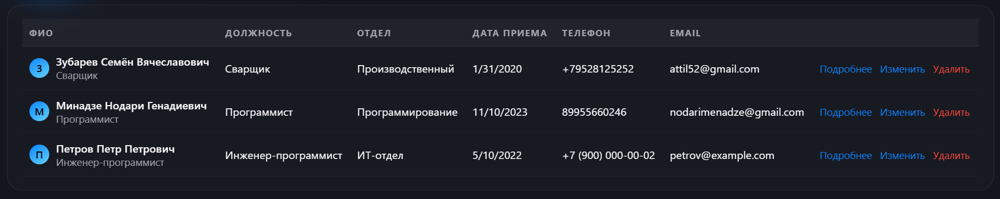 ФИО ДОЛЖНОСТЬ ОТДЕЛ ДАТА ПРИЕМА ТЕЛЕФОН EMAIL
З Зубарев Семён Вячеславович Сварщик Производственный 1/31/2020 +79528125252 attil52@gmail.com Подробнее Изменить Удалить
Сварщик
М Минадзе Нодари Генадиевич Программист Программирование 11/10/2023 89955660246 nodarimenadze@gmail.com Подробнее Изменить Удалить
Программист
П Петров Петр Петрович Инженер-программист ИТ-отдел 5/10/2022 +7 (900) 000-00-02 petrov@example.com Подробнее Изменить Удалить
Инженер-программист